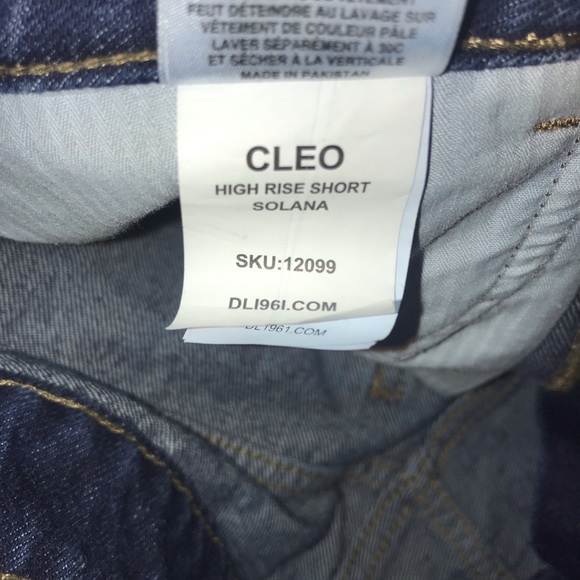 PEUT DÉTEINDRE AU LAVAGE SUR
VÊTEMENT DE COULEUR PÂLE
LAVER SÉPARÉMENT À 30C
ET SÉCHER À LA VERTICALE
MADE IN PAKISTAN
CLEO
HIGH RISE SHORT
SOLANA
SKU:12099
DL1961.COM
DL1961.COM